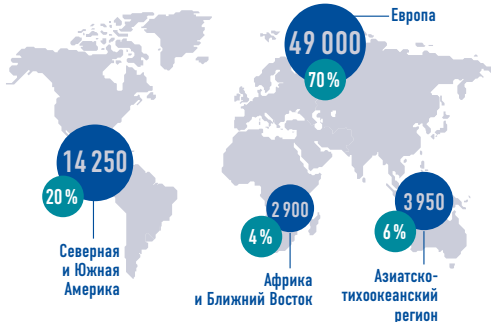 Европа
49 000
70 %
14 250
20 %
Северная
и Южная
Америка
2 900
4 %
Африка
и Ближний Восток
3 950
6 %
Азиатско-
тихоокеанский
регион